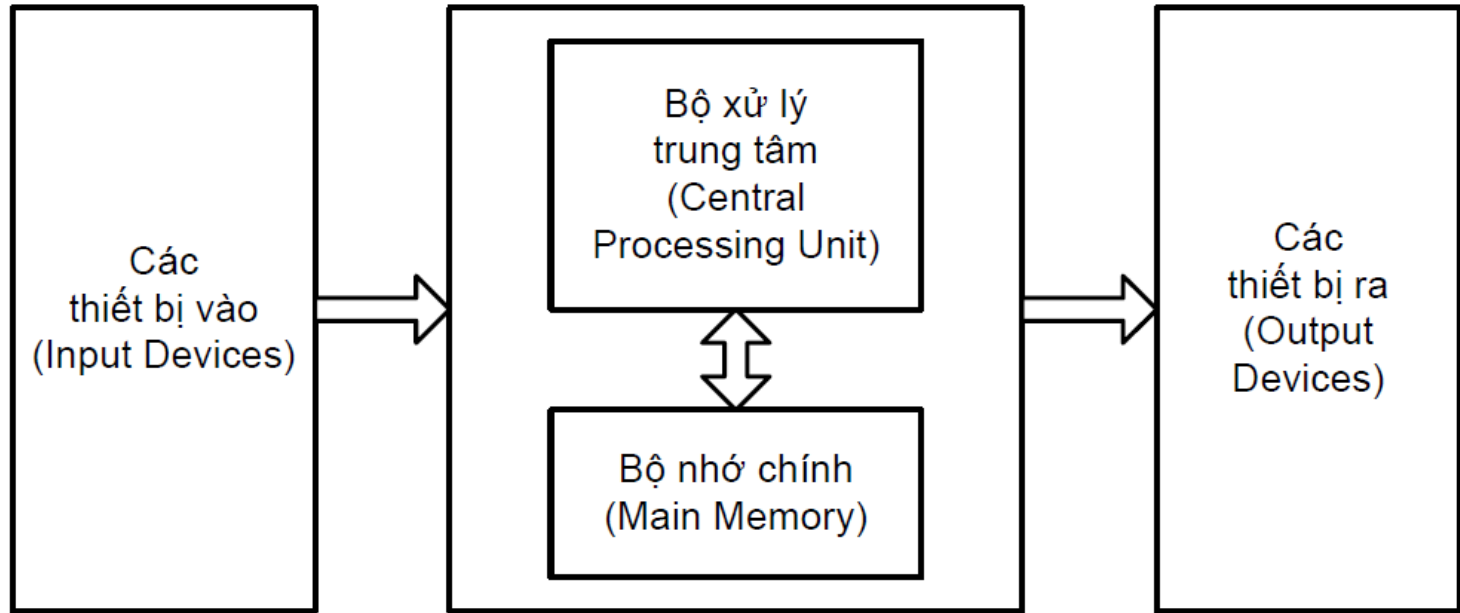 Các
thiết bị vào
(Input Devices)
Bộ xử lý
trung tâm
(Central
Processing Unit)
Bộ nhớ chính
(Main Memory)
Các
thiết bị ra
(Output
Devices)